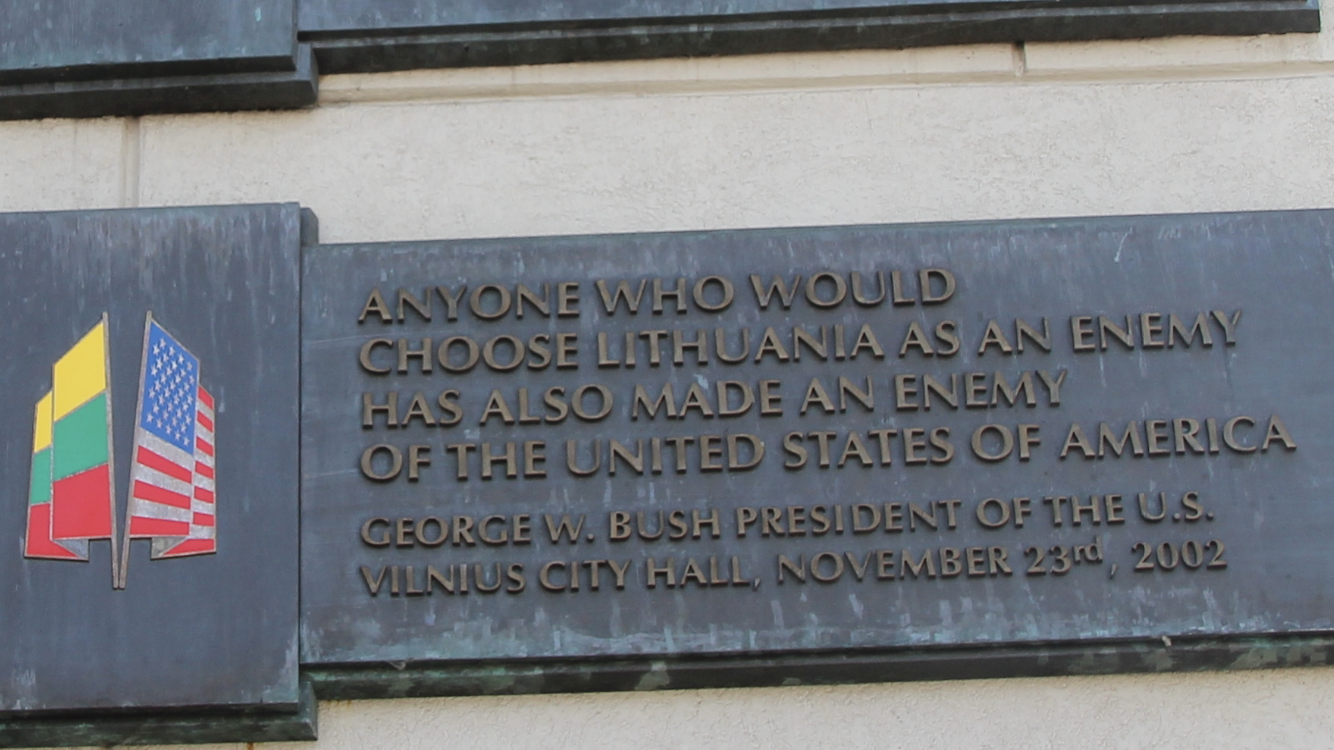 ANYONE WHO WOULD
CHOOSE LITHUANIA AS AN ENEMY
HAS ALSO MADE AN ENEMY
OF THE UNITED STATES OF AMERICA
GEORGE W. BUSH PRESIDENT OF THE U.S.
VILNIUS CITY HALL, NOVEMBER 23rd, 2002